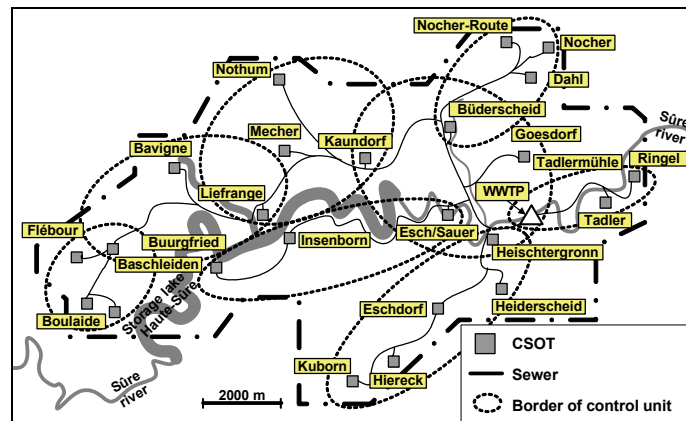 Nocher-Route
Nocher
Nothum
Dahl
Büderscheid
Sûre
river
Mecher
Kaundorf
Goesdorf
Bavigne
Tadlermühle
Ringel
WWTP
Liefrange
Flébour
Buurgfried
Insenborn
Esch/Sauer
Tadler
Baschleiden
Heischtergronn
Storage lake
Haute-Sûre
Eschdorf
Heiderscheid
Boulaide
Kuborn
Hiereck
Sûre
river
2000 m
CSOT
Sewer
Border of control unit